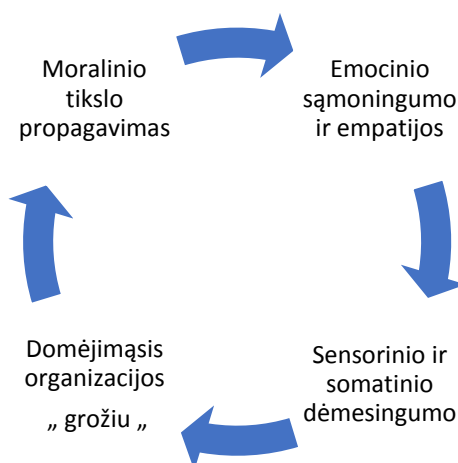 Moralinio
tikslo
propagavimas
Emocinio
sąmoningumo
ir empatijos
Sensorinio ir
somatinio
dėmesingumo
Domėjimąsis
organizacijos
„ grožiu „